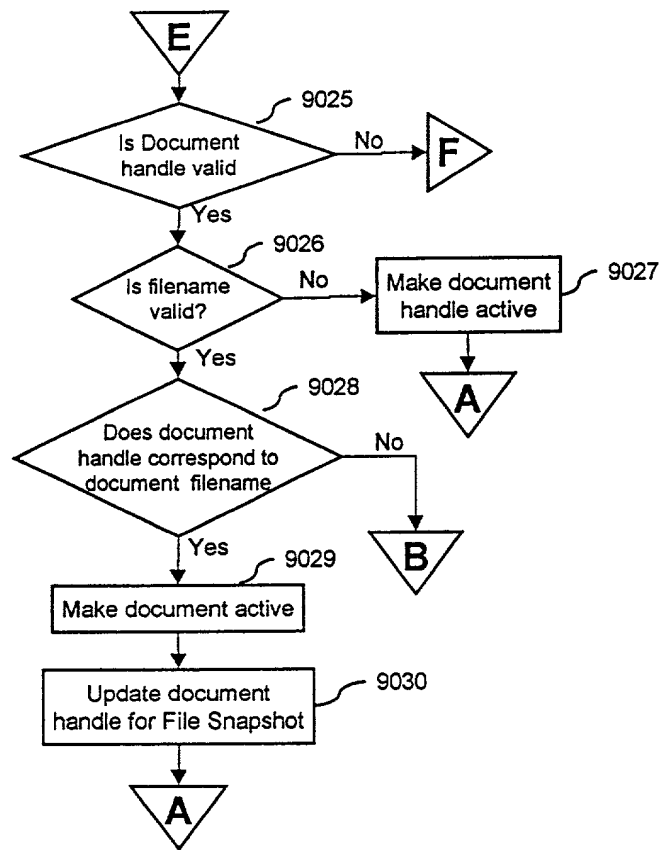 E
9025
Is Document
handle valid
No
F
Yes
9026
Is filename
valid?
No
Make document
handle active
9027
Yes
A
9028
Does document
handle correspond to
document filename
No
B
Yes
9029
Make document active
Update document
handle for File Snapshot
9030
A